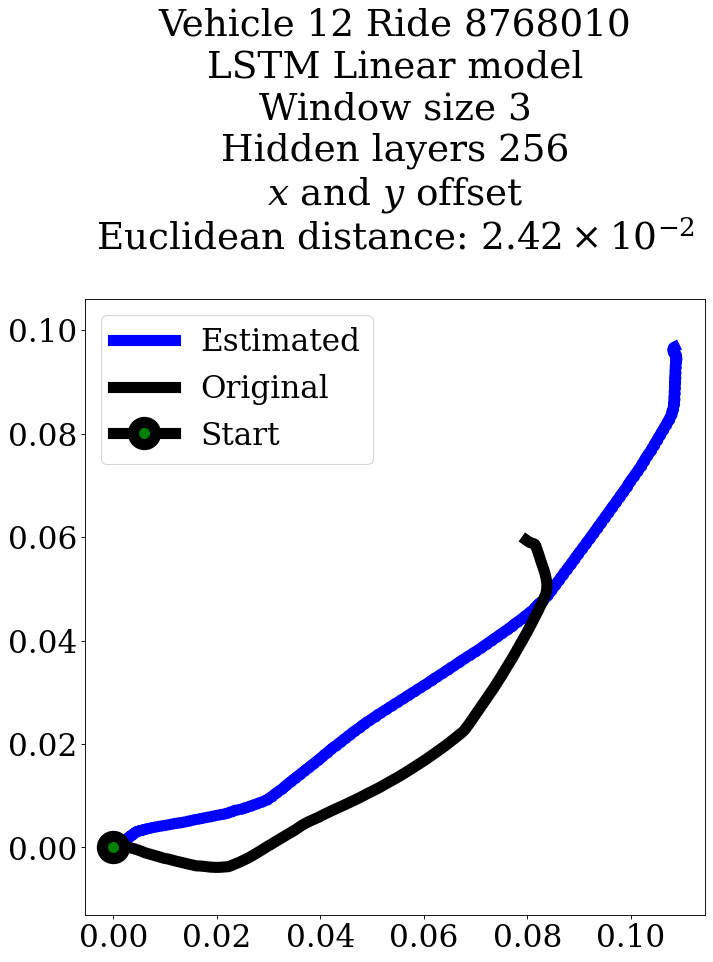 Vehicle 12 Ride 8768010
LSTM Linear model
Window size 3
Hidden layers 256
x and y offset
Euclidean distance: 2.42 × 10⁻²
Estimated
Original
Start
0.10
0.08
0.06
0.04
0.02
0.00
0.00 0.02 0.04 0.06 0.08 0.10